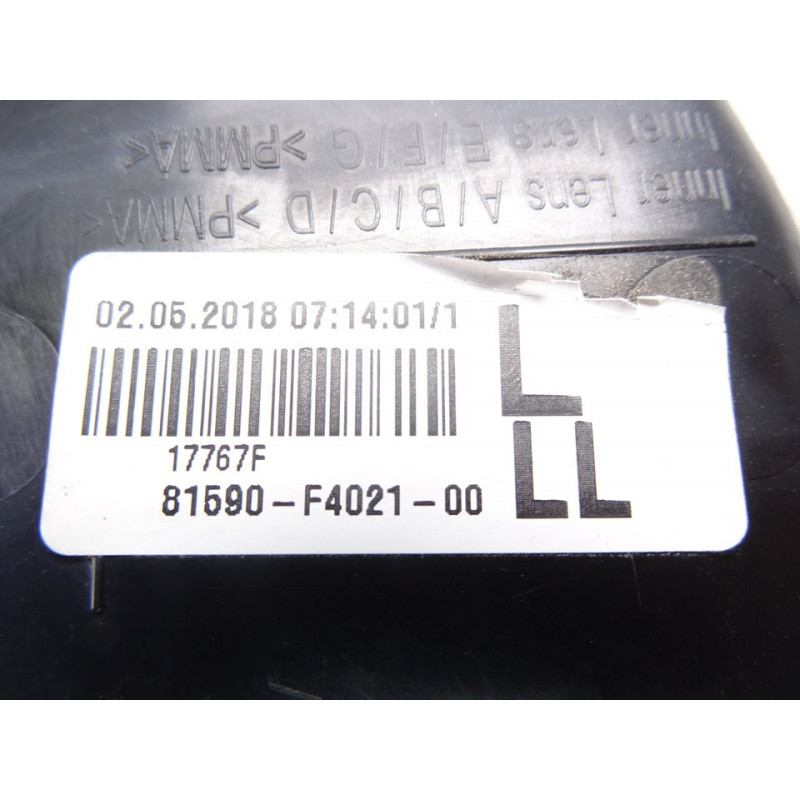 Inner Lens E/F/G >PMMA<
Inner Lens A/B/C/D >PMMA<
02.05.2018 07:14:01/1
L
LL
17767F
81590-F4021-00